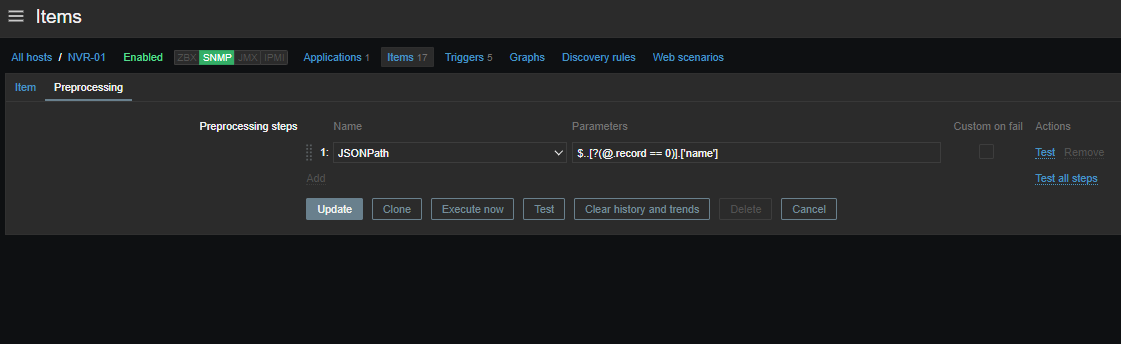 Items
All hosts / NVR-01 Enabled ZBX SNMP JMX IPMI Applications 1 Items 17 Triggers 5 Graphs Discovery rules Web scenarios
Item Preprocessing
Preprocessing steps Name Parameters Custom on fail Actions
1: JSONPath $..[?(@.record == 0)].['name'] Test Remove
Add Test all steps
Update Clone Execute now Test Clear history and trends Delete Cancel